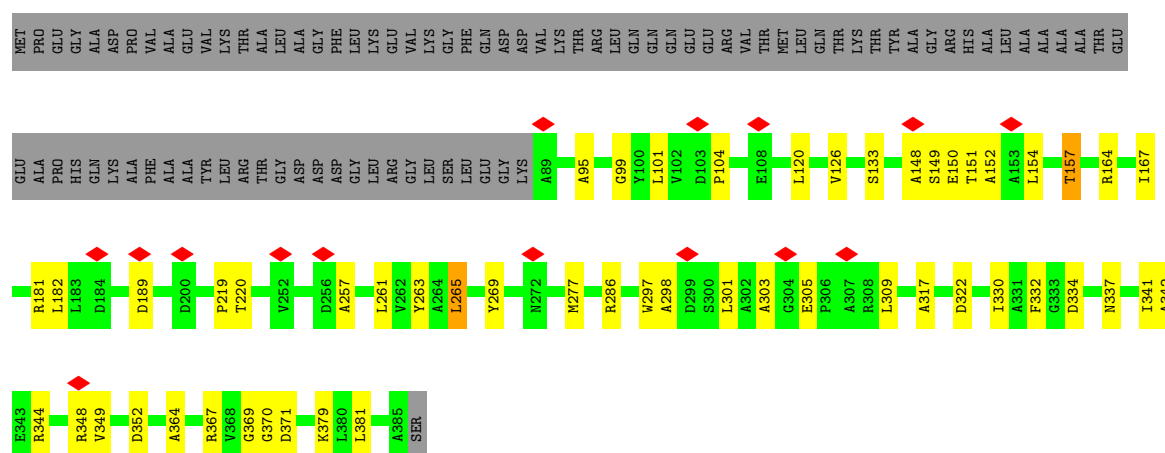 MET PRO GLU GLY ALA ASP PRO VAL ALA GLU VAL LYS THR ALA LEU ALA GLY PHE LEU LYS GLU VAL LYS GLY PHE GLN ASP ASP VAL LYS THR ARG LEU GLN GLN GLN GLU GLU ARG VAL THR MET LEU GLN THR LYS THR TYR ALA GLY ARG HIS ALA LEU ALA ALA ALA ALA ALA THR GLU
GLU ALA PRO HIS GLN LYS ALA PHE ALA ALA TYR LEU ARG THR GLY ASP ASP ASP GLY LEU ARG GLY LEU SER LEU GLU GLY LYS A89 A95 G99 Y100 L101 V102 D103 P104 E108 L120 V126 S133 A148 S149 E150 T151 A152 A153 L154 T157 R164 I167
R181 L182 L183 D184 D189 D200 P219 T220 V252 D256 A257 L261 V262 Y263 A264 L265 Y269 N272 M277 R286 W297 A298 D299 S300 L301 A302 A303 G304 E305 P306 A307 R308 L309 A317 D322 I330 A331 F332 G333 D334 N337 I341 A342
E343 R344 R348 V349 D352 A364 R367 V368 G369 G370 D371 K379 L380 L381 A385 SER